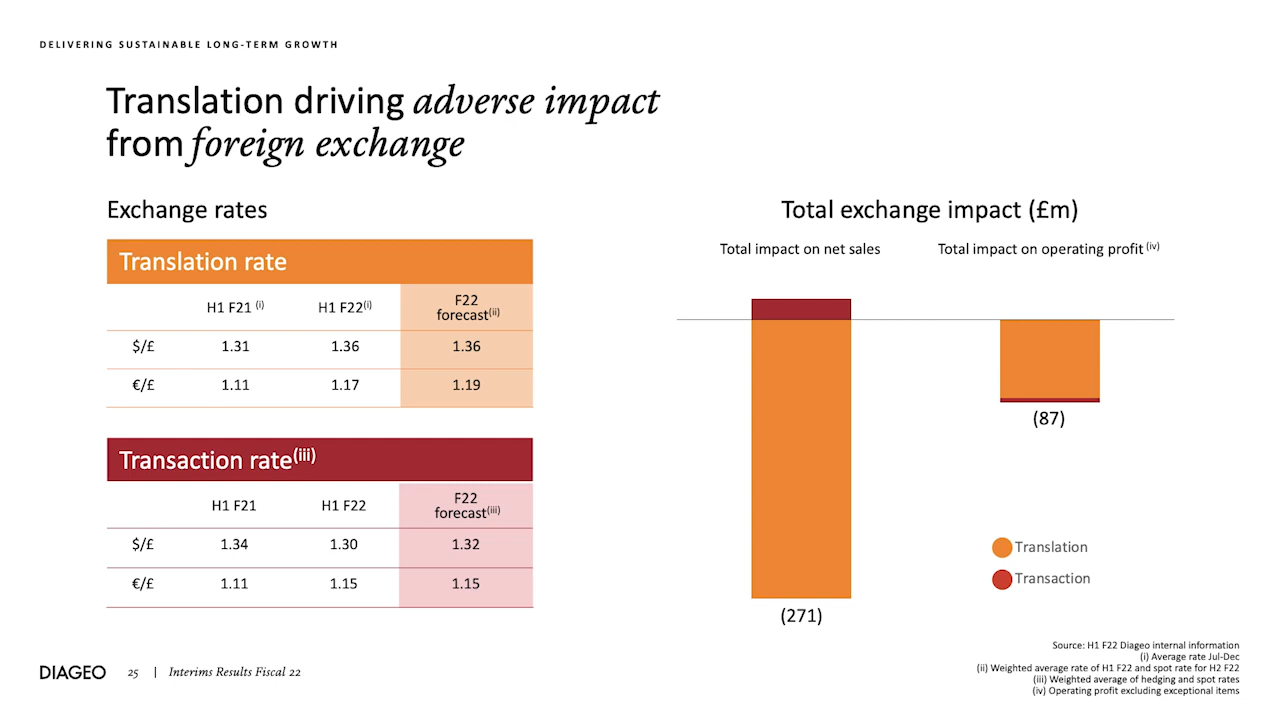 DELIVERING SUSTAINABLE LONG-TERM GROWTH
Translation driving adverse impact
from foreign exchange
Exchange rates
Translation rate
H1 F21 (i) H1 F22(i) F22 forecast(ii)
$/£ 1.31 1.36 1.36
€/£ 1.11 1.17 1.19
Transaction rate(iii)
H1 F21 H1 F22 F22 forecast(iii)
$/£ 1.34 1.30 1.32
€/£ 1.11 1.15 1.15
Total exchange impact (£m)
Total impact on net sales Total impact on operating profit (iv)
(87)
(271)
Translation
Transaction
Source: H1 F22 Diageo internal information
(i) Average rate Jul-Dec
(ii) Weighted average rate of H1 F22 and spot rate for H2 F22
(iii) Weighted average of hedging and spot rates
(iv) Operating profit excluding exceptional items
DIAGEO 25 | Interims Results Fiscal 22